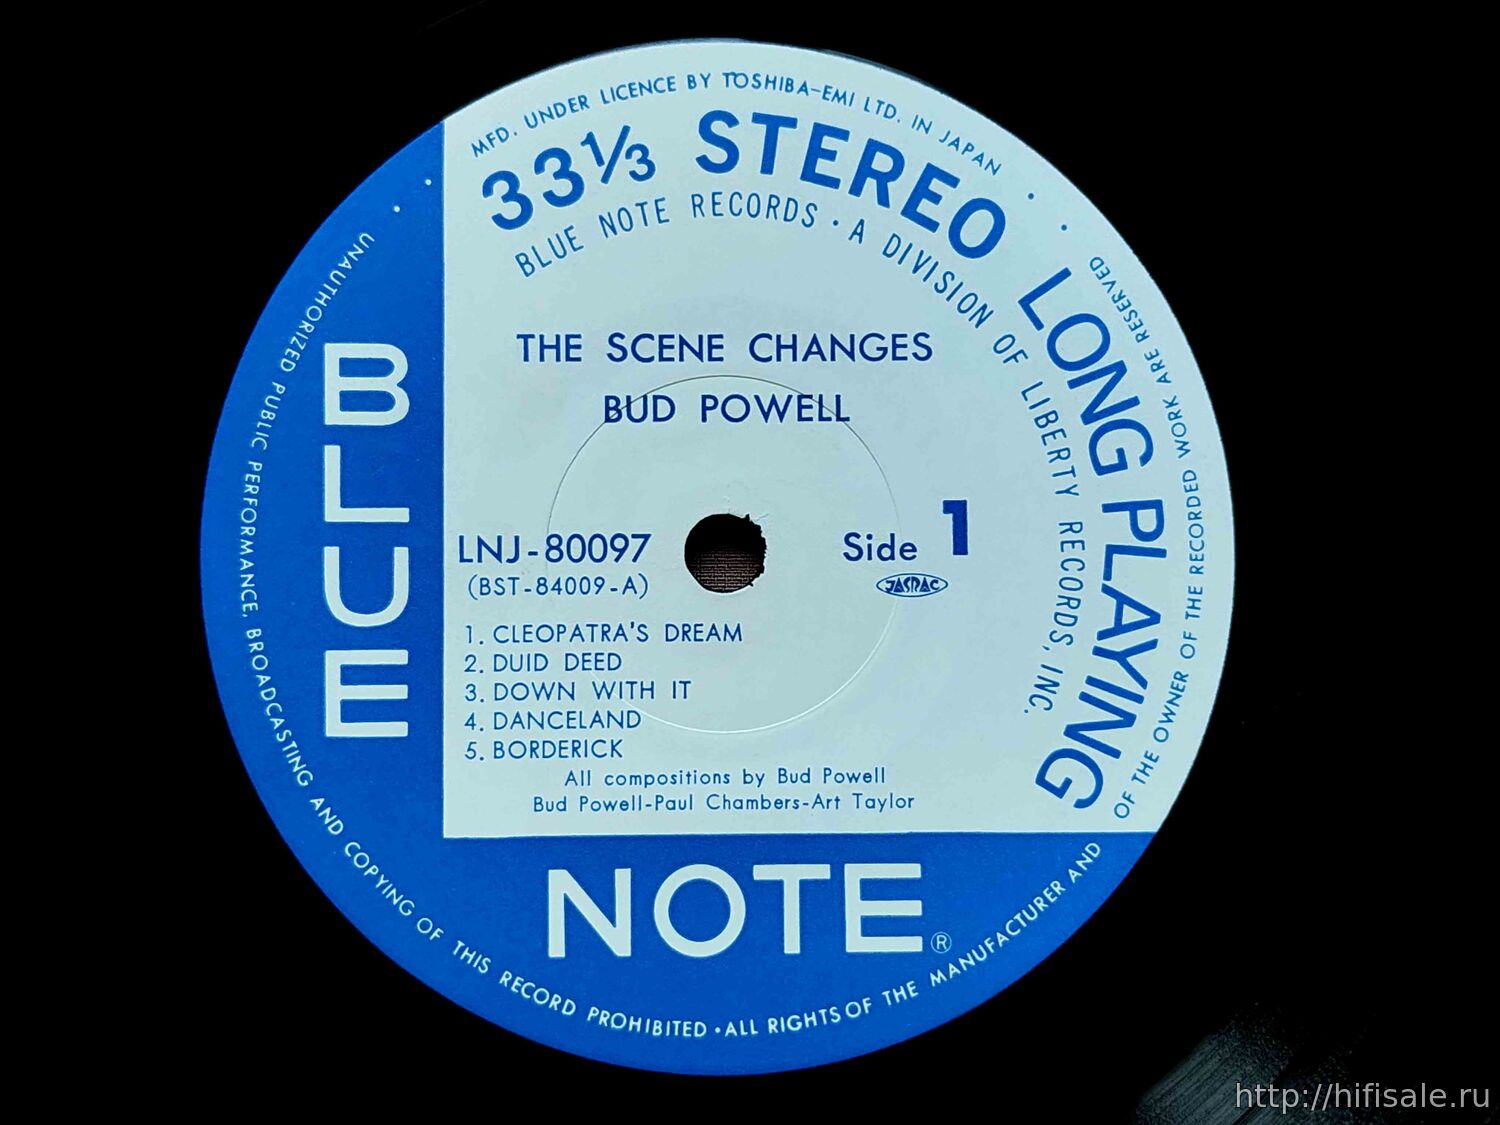 MFD. UNDER LICENCE BY TOSHIBA-EMI LTD. IN JAPAN
33⅓ STEREO LONG PLAYING
BLUE NOTE RECORDS · A DIVISION OF LIBERTY RECORDS, INC.
THE SCENE CHANGES
BUD POWELL
LNJ-80097
(BST-84009-A)
Side 1
JASRAC
1. CLEOPATRA'S DREAM
2. DUID DEED
3. DOWN WITH IT
4. DANCELAND
5. BORDERICK
All compositions by Bud Powell
Bud Powell-Paul Chambers-Art Taylor
BLUE
NOTE®
UNAUTHORIZED PUBLIC PERFORMANCE, BROADCASTING AND COPYING OF THIS RECORD PROHIBITED · ALL RIGHTS OF THE MANUFACTURER AND OF THE OWNER OF THE RECORDED WORK ARE RESERVED
http://hifisale.ru